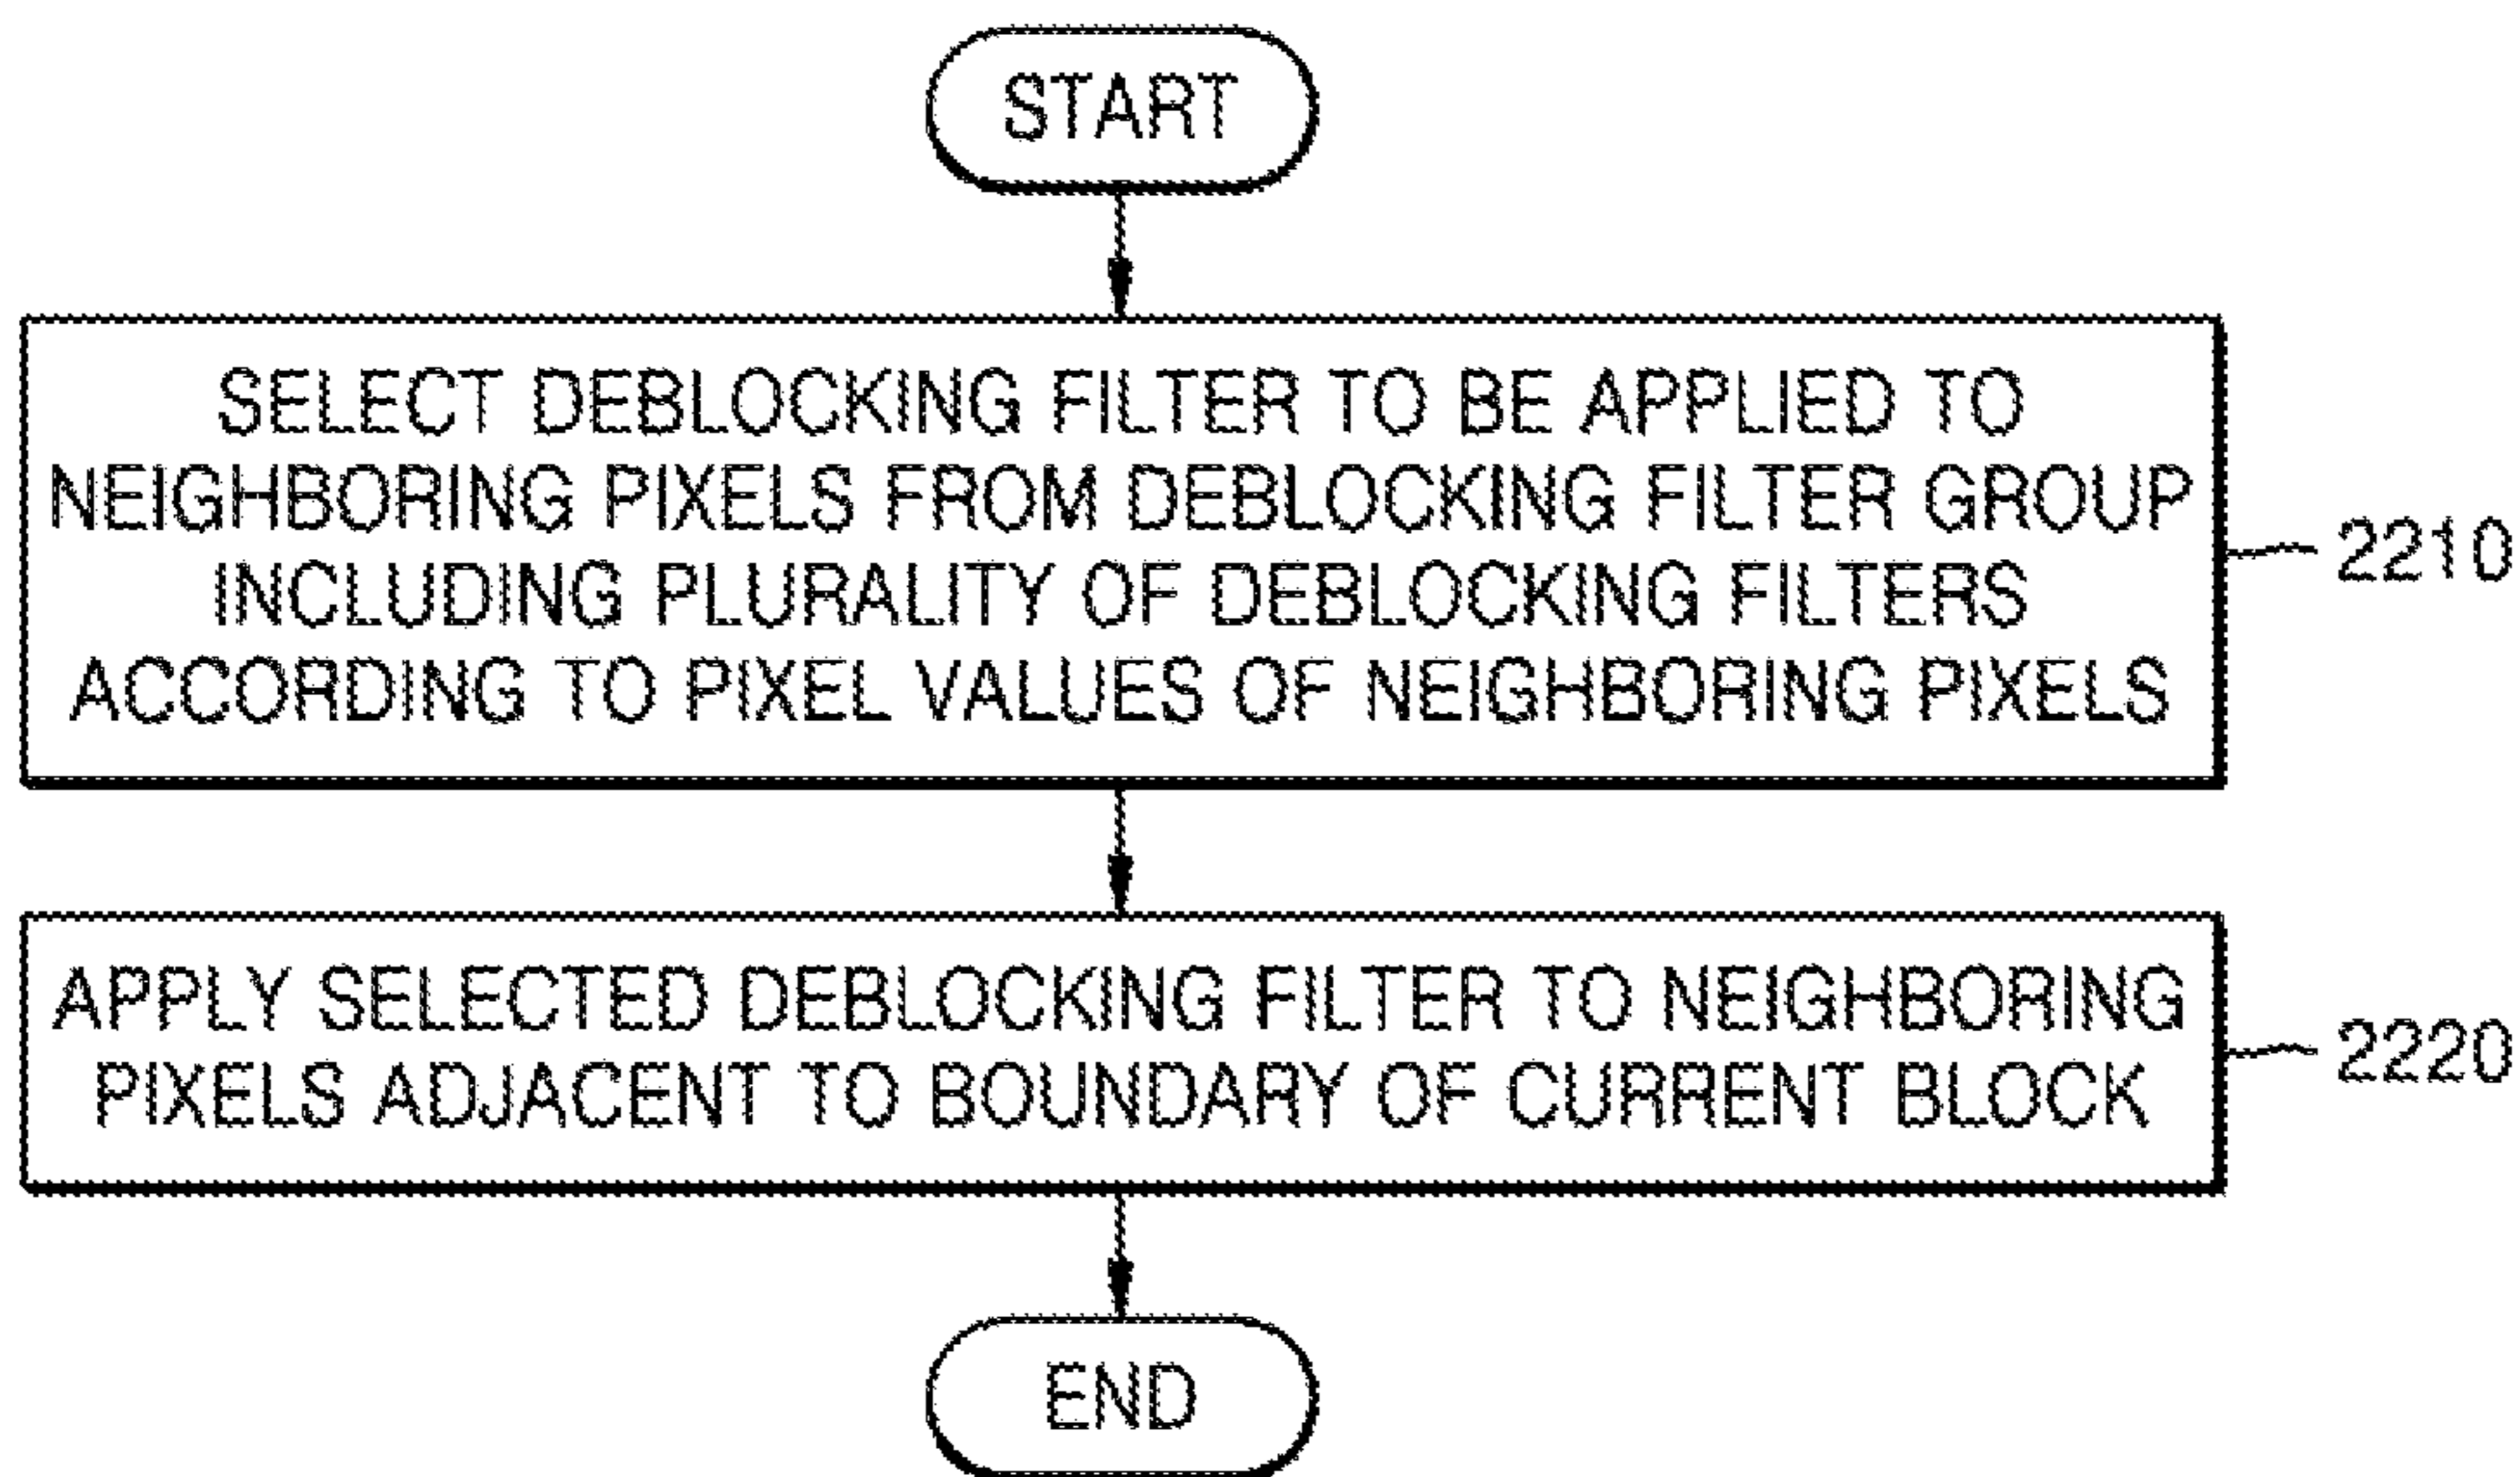 START
SELECT DEBLOCKING FILTER TO BE APPLIED TO
NEIGHBORING PIXELS FROM DEBLOCKING FILTER GROUP
INCLUDING PLURALITY OF DEBLOCKING FILTERS
ACCORDING TO PIXEL VALUES OF NEIGHBORING PIXELS
2210
APPLY SELECTED DEBLOCKING FILTER TO NEIGHBORING
PIXELS ADJACENT TO BOUNDARY OF CURRENT BLOCK
2220
END